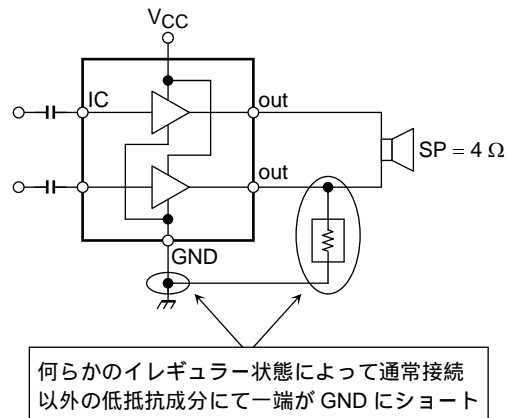 VCC
IC
out
SP = 4 Ω
out
GND
何らかのイレギュラー状態によって通常接続
以外の低抵抗成分にて一端が GND にショート